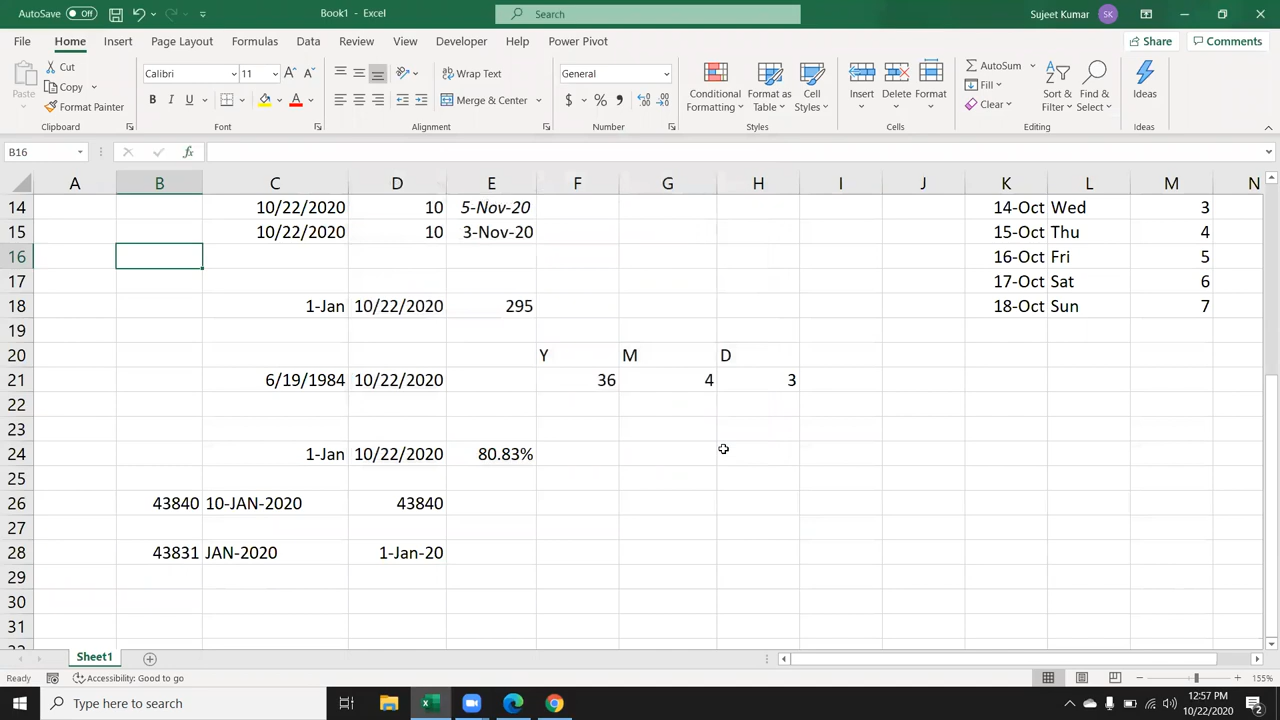 AutoSave Off Book1 - Excel Search Sujeet Kumar SK
File Home Insert Page Layout Formulas Data Review View Developer Help Power Pivot Share Comments
Paste Cut Copy Format Painter Clipboard
Calibri 11 A A B I U A Font
Wrap Text Merge & Center Alignment
General $ % , Number
Conditional Formatting Format as Table Cell Styles Styles
Insert Delete Format Cells
AutoSum Fill Clear Sort & Filter Find & Select Editing
Ideas Ideas
B16 fx
A B C D E F G H I J K L M N
14 10/22/2020 10 5-Nov-20 14-Oct Wed 3
15 10/22/2020 10 3-Nov-20 15-Oct Thu 4
16 16-Oct Fri 5
17 17-Oct Sat 6
18 1-Jan 10/22/2020 295 18-Oct Sun 7
19
20 Y M D
21 6/19/1984 10/22/2020 36 4 3
22
23
24 1-Jan 10/22/2020 80.83%
25
26 43840 10-JAN-2020 43840
27
28 43831 JAN-2020 1-Jan-20
29
30
31
Sheet1
Ready Accessibility: Good to go 155%
Type here to search 12:57 PM
10/22/2020 2